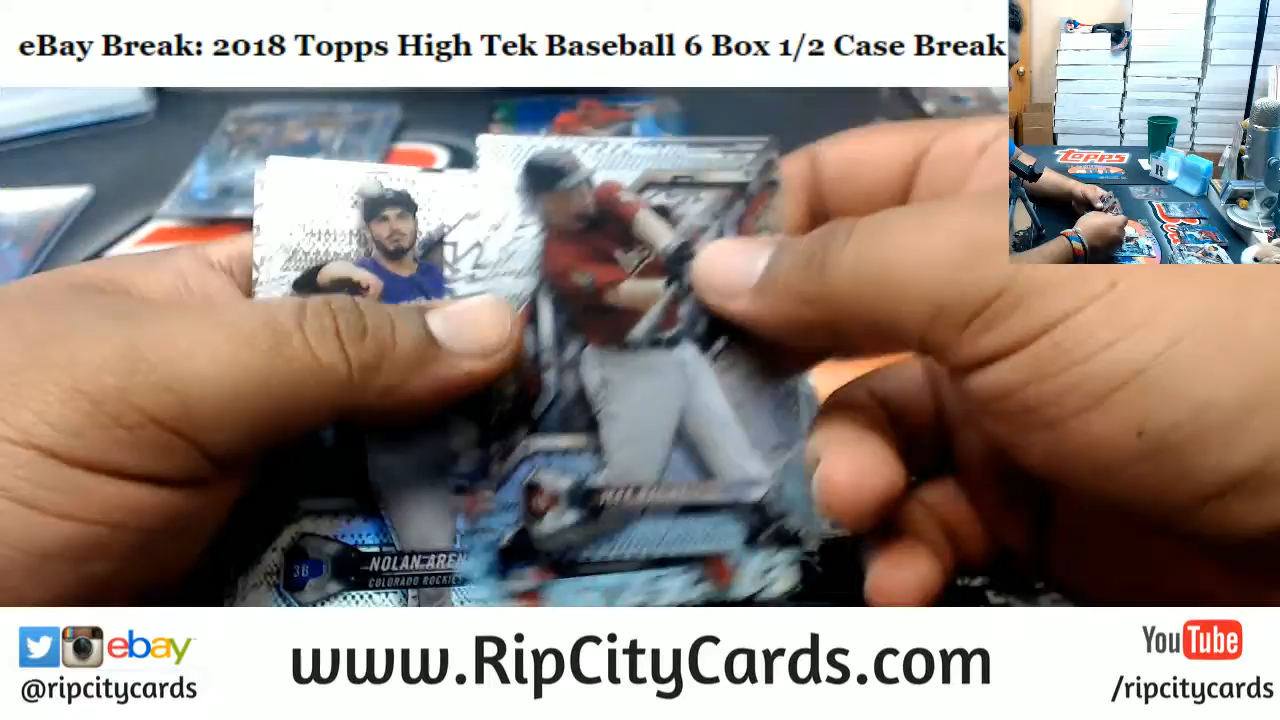 eBay Break: 2018 Topps High Tek Baseball 6 Box 1/2 Case Break
topps
3B
NOLAN AREN
COLORADO ROCKIES
ebay
@ripcitycards
www.RipCityCards.com
YouTube
/ripcitycards